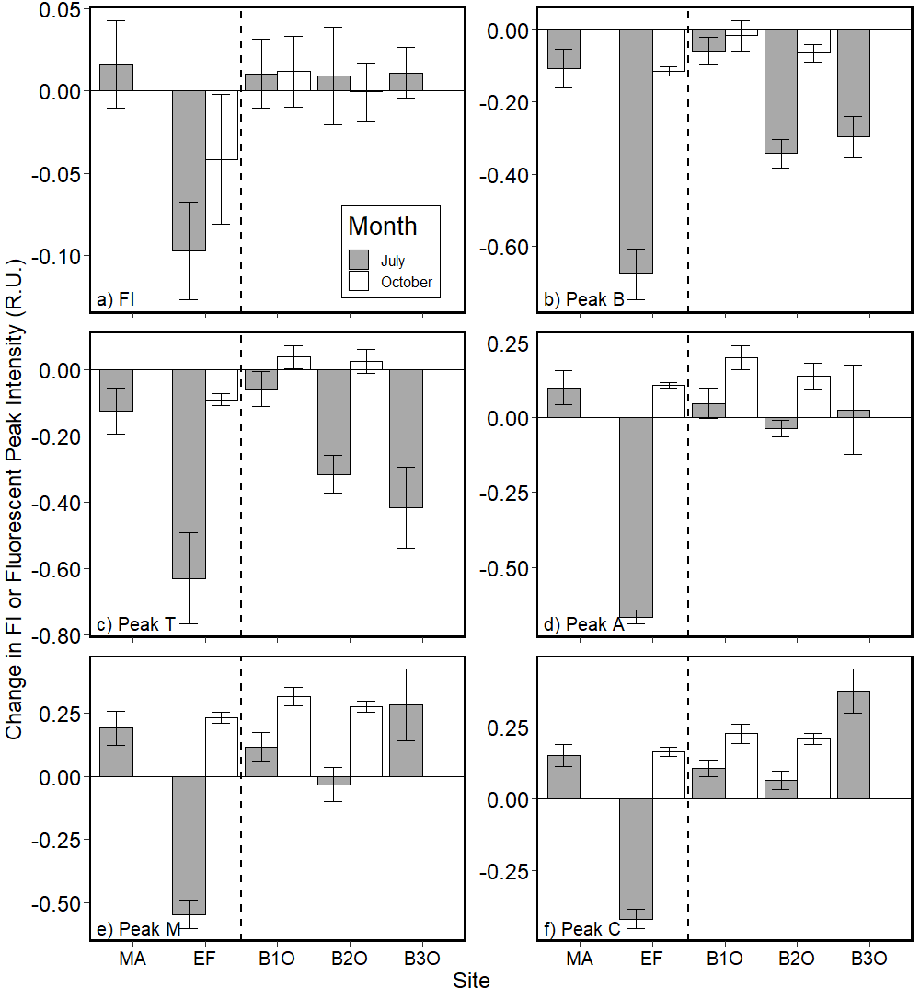 Change in FI or Fluorescent Peak Intensity (R.U.)
0.05
0.00
-0.05
-0.10
Month
July
October
a) FI
0.00
-0.20
-0.40
-0.60
b) Peak B
0.00
-0.20
-0.40
-0.60
-0.80
c) Peak T
0.25
0.00
-0.25
-0.50
d) Peak A
0.25
0.00
-0.25
-0.50
e) Peak M
MA EF B1O B2O B3O
0.25
0.00
-0.25
f) Peak C
MA EF B1O B2O B3O
Site